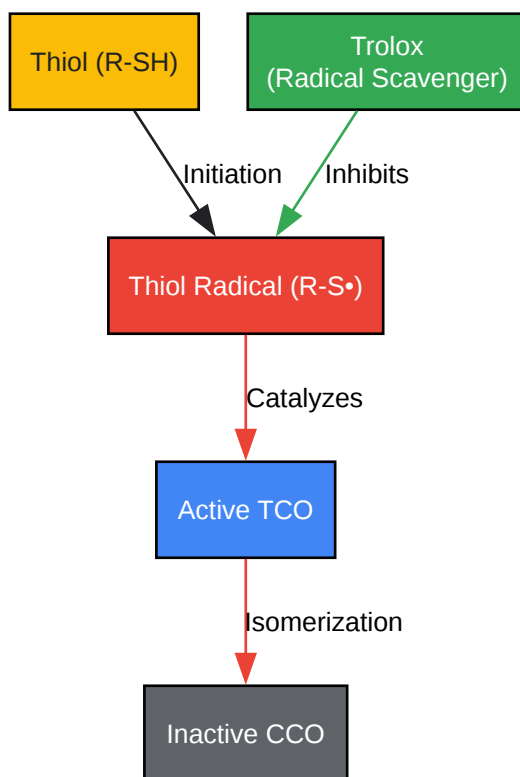 Thiol (R-SH)
Trolox
(Radical Scavenger)
Initiation
Inhibits
Thiol Radical (R-S•)
Catalyzes
Active TCO
Isomerization
Inactive CCO